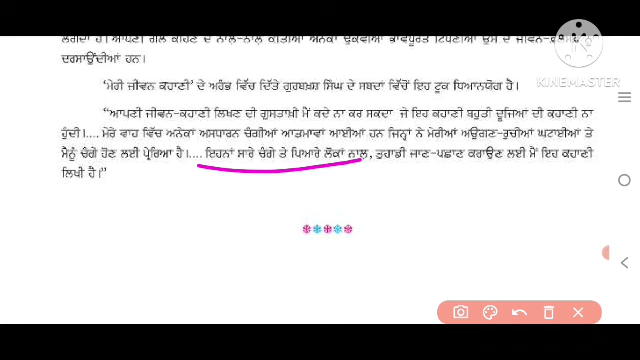 ਦਰਸਾਉਂਦੀਆਂ ਹਨ।
KINEMASTER
'ਮੇਰੀ ਜੀਵਨ ਕਹਾਣੀ' ਦੇ ਅਰੰਭ ਵਿੱਚ ਦਿੱਤੇ ਗੁਰਬਖ਼ਸ਼ ਸਿੰਘ ਦੇ ਸ਼ਬਦਾਂ ਵਿੱਚੋਂ ਇਹ ਟੂਕ ਧਿਆਨਯੋਗ ਹੈ।
"ਆਪਣੀ ਜੀਵਨ-ਕਹਾਣੀ ਲਿਖਣ ਦੀ ਗੁਸਤਾਖ਼ੀ ਮੈਂ ਕਦੇ ਨਾ ਕਰ ਸਕਦਾ ਜੇ ਇਹ ਕਹਾਣੀ ਬਹੁਤੀ ਦੂਜਿਆਂ ਦੀ ਕਹਾਣੀ ਨਾ
ਹੁੰਦੀ।.... ਮੇਰੇ ਵਾਹ ਵਿੱਚ ਅਨੇਕਾਂ ਅਸਧਾਰਨ ਚੰਗੀਆਂ ਆਤਮਾਵਾਂ ਆਈਆਂ ਹਨ ਜਿਨ੍ਹਾਂ ਨੇ ਮੇਰੀਆਂ ਅਉਗਣ-ਰੁਚੀਆਂ ਘਟਾਈਆਂ ਤੇ
ਮੈਨੂੰ ਚੰਗੇ ਹੋਣ ਲਈ ਪ੍ਰੇਰਿਆ ਹੈ।.... ਇਹਨਾਂ ਸਾਰੇ ਚੰਗੇ ਤੇ ਪਿਆਰੇ ਲੋਕਾਂ ਨਾਲ, ਤੁਹਾਡੀ ਜਾਣ-ਪਛਾਣ ਕਰਾਉਣ ਲਈ ਮੈਂ ਇਹ ਕਹਾਣੀ
ਲਿਖੀ ਹੈ।"